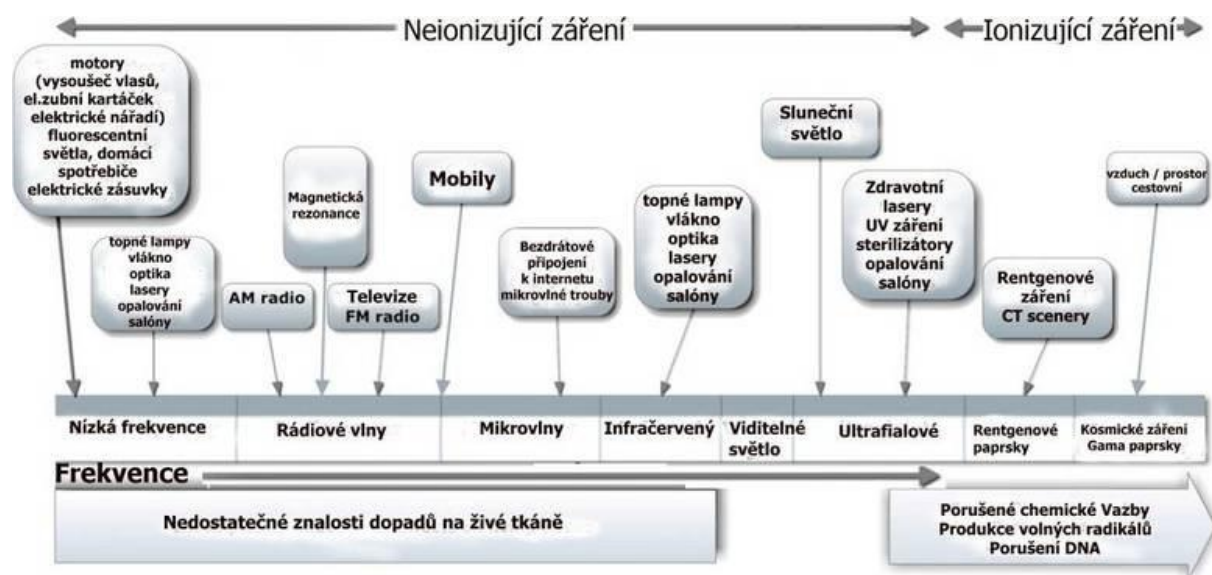 Neionizující záření
Ionizující záření
motory
(vysoušeč vlasů,
el.zubní kartáček
elektrické nářadí)
fluorescentní
světla, domácí
spotřebiče
elektrické zásuvky
topné lampy
vlákno
optika
lasery
opalování
salóny
AM radio
Magnetická
rezonance
Televize
FM radio
Mobily
Bezdrátové
připojení
k internetu
mikrovlné trouby
topné lampy
vlákno
optika
lasery
opalování
salóny
Sluneční
světlo
Zdravotní
lasery
UV záření
sterilizátory
opalování
salóny
Rentgenové
záření
CT scenery
vzduch / prostor
cestovní
Nízká frekvence
Rádiové vlny
Mikrovlny
Infračervený
Viditelné
světlo
Ultrafialové
Rentgenové
paprsky
Kosmické záření
Gama paprsky
Frekvence
Nedostatečné znalosti dopadů na živé tkáně
Porušené chemické Vazby
Produkce volných radikálů
Porušení DNA